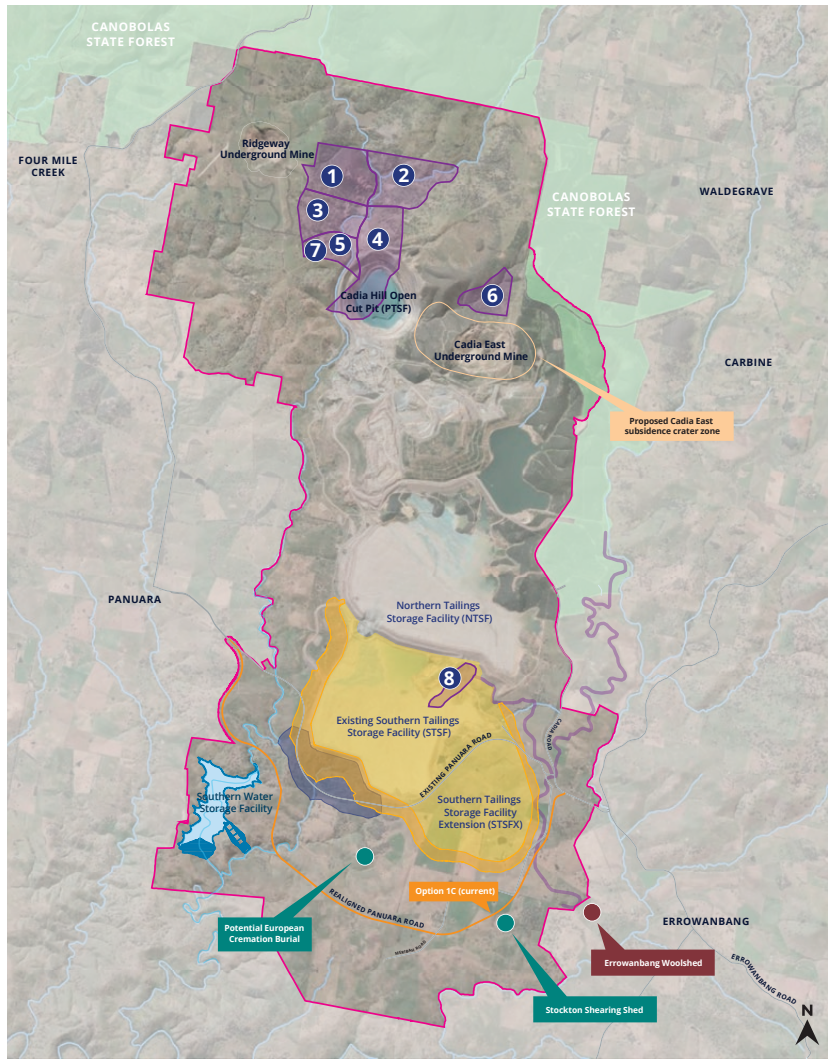 CANOBOLAS
STATE FOREST
FOUR MILE
CREEK
Ridgeway
Underground Mine
1
2
3
4
5
7
6
CANOBOLAS
STATE FOREST
WALDEGRAVE
Cadia Hill Open
Cut Pit (PTSF)
Cadia East
Underground Mine
CARBINE
Proposed Cadia East
subsidence crater zone
PANUARA
Northern Tailings
Storage Facility (NTSF)
8
Existing Southern Tailings
Storage Facility (STSF)
CADIA ROAD
EXISTING PANUARA ROAD
Southern Water
Storage Facility
Southern Tailings
Storage Facility
Extension (STSFX)
Option 1C (current)
REALIGNED PANUARA ROAD
Potential European
Cremation Burial
ERROWANBANG
Errowanbang Woolshed
ERROWANBANG ROAD
Stockton Shearing Shed
N